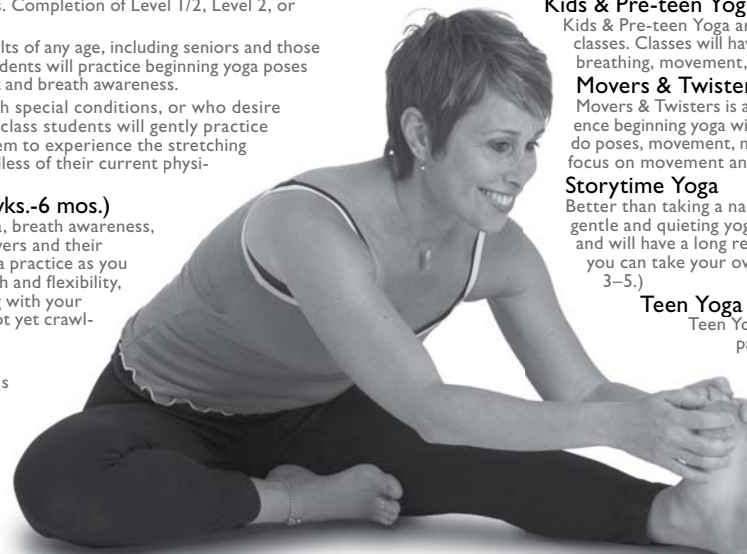 s. Completion of Level 1/2, Level 2, or
lts of any age, including seniors and those
dents will practice beginning yoga poses
t and breath awareness.
h special conditions, or who desire
class students will gently practice
em to experience the stretching
lless of their current physi-
ks.-6 mos.)
a, breath awareness,
vers and their
a practice as you
h and flexibility,
g with your
ot yet crawl-
s
Kids & Pre-teen Yoga
Kids & Pre-teen Yoga ar
classes. Classes will hav
breathing, movement,
Movers & Twister
Movers & Twisters is a
ence beginning yoga wi
do poses, movement, m
focus on movement an
Storytime Yoga
Better than taking a na
gentle and quieting yog
and will have a long re
you can take your ov
3–5.)
Teen Yoga
Teen Yo
pa